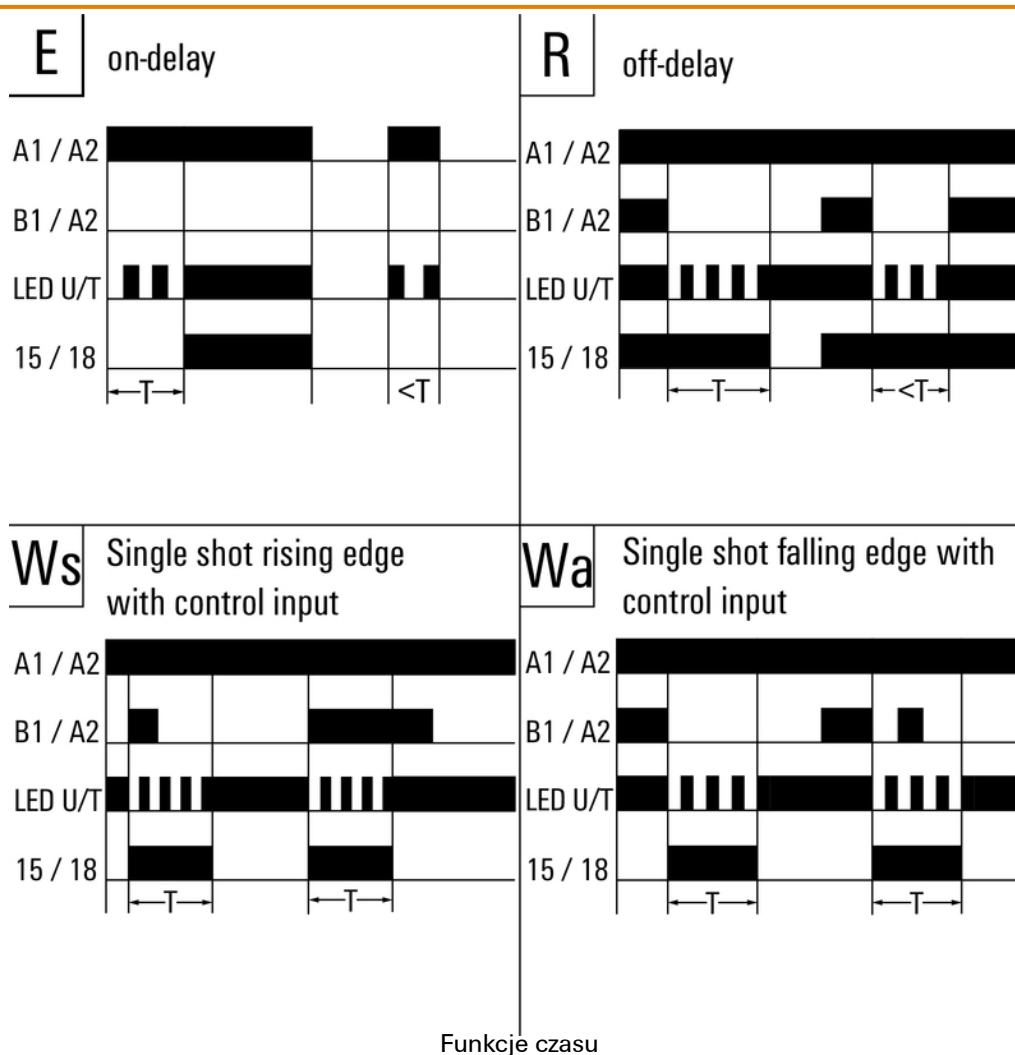 E on-delay
A1 / A2
B1 / A2
LED U/T
15 / 18
T
<T
R off-delay
A1 / A2
B1 / A2
LED U/T
15 / 18
T
<T
Ws Single shot rising edge
with control input
A1 / A2
B1 / A2
LED U/T
15 / 18
T
T
Wa Single shot falling edge with
control input
A1 / A2
B1 / A2
LED U/T
15 / 18
T
T
Funkcje czasu